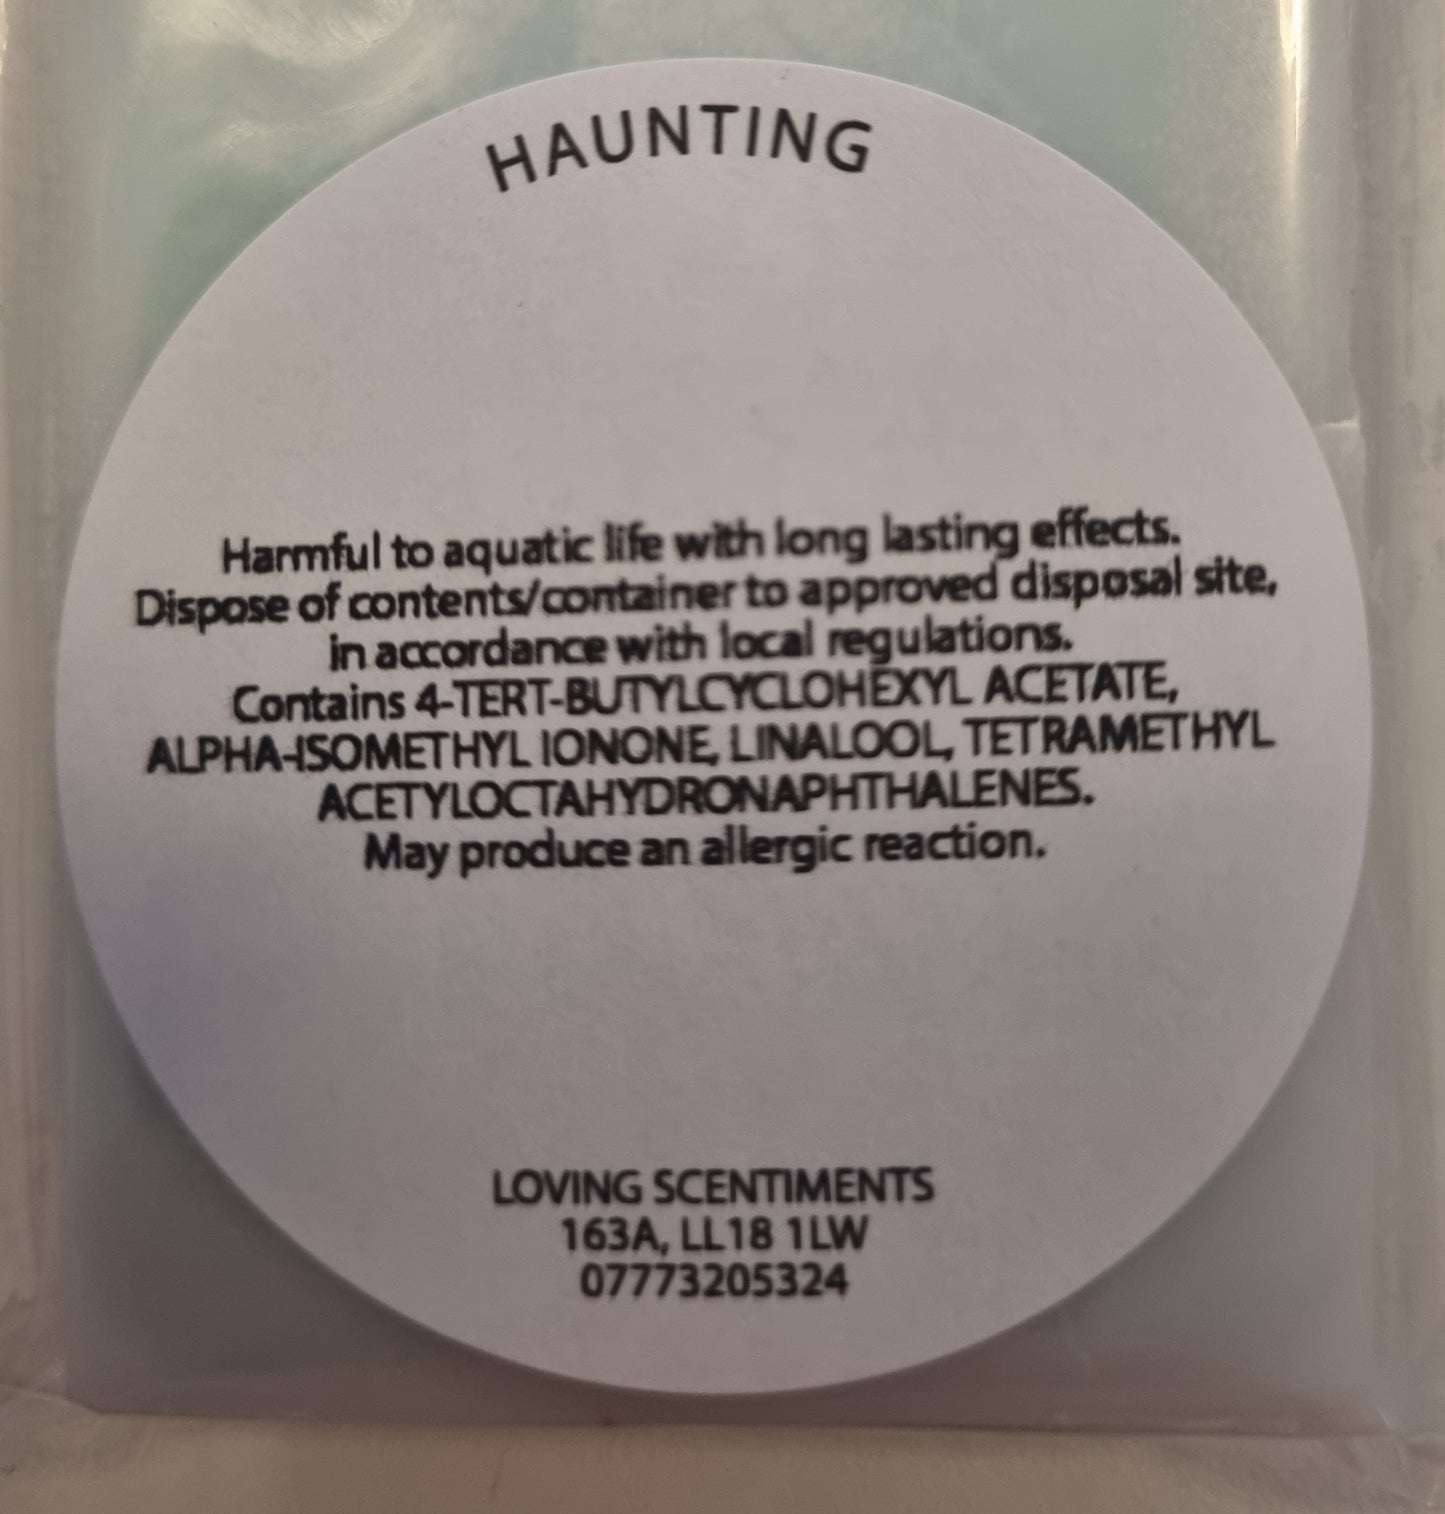 HAUNTING
Harmful to aquatic life with long lasting effects.
Dispose of contents/container to approved disposal site,
in accordance with local regulations.
Contains 4-TERT-BUTYLCYCLOHEXYL ACETATE,
ALPHA-ISOMETHYL IONONE, LINALOOL, TETRAMETHYL
ACETYLOCTAHYDRONAPHTHALENES.
May produce an allergic reaction.
LOVING SCENTIMENTS
163A, LL18 1LW
07773205324